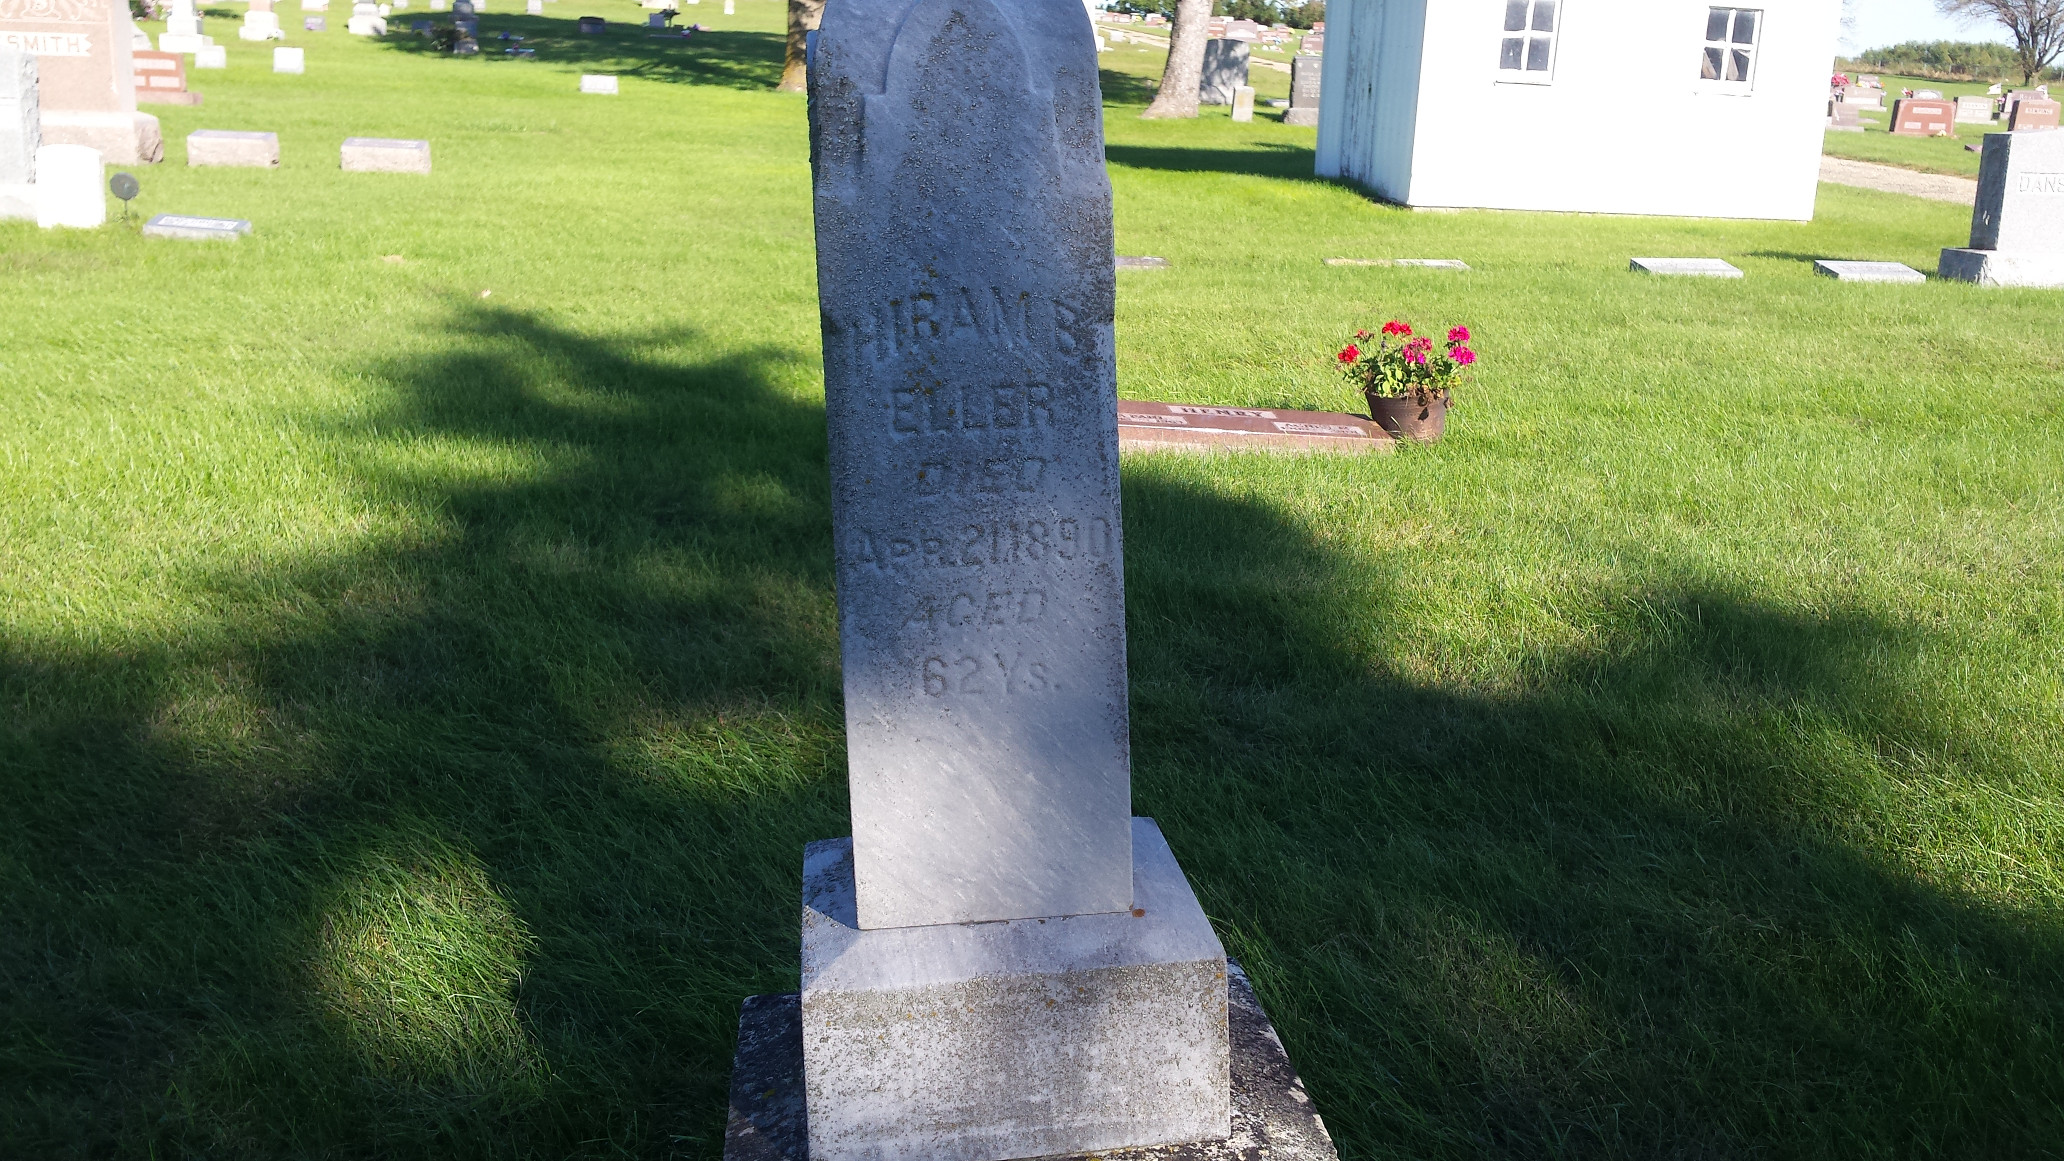 SMITH
HIRAM B.
ELLER
DIED
APR.21,1890
AGED
62 Ys.
HENRY